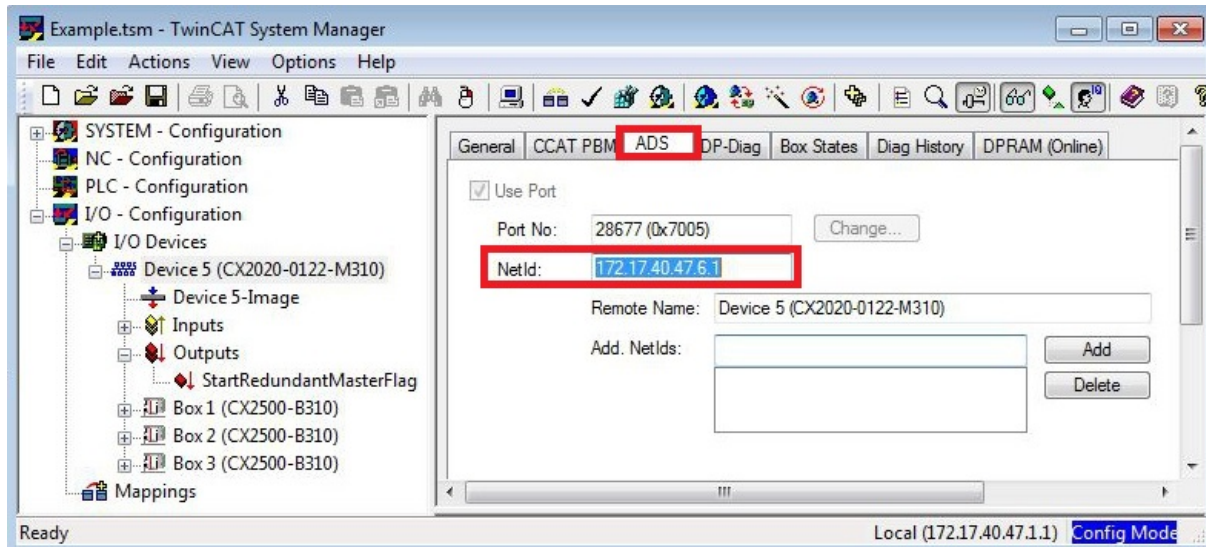 Example.tsm - TwinCAT System Manager
File Edit Actions View Options Help
SYSTEM - Configuration
NC - Configuration
PLC - Configuration
I/O - Configuration
I/O Devices
Device 5 (CX2020-0122-M310)
Device 5-Image
Inputs
Outputs
StartRedundantMasterFlag
Box 1 (CX2500-B310)
Box 2 (CX2500-B310)
Box 3 (CX2500-B310)
Mappings
General CCAT PBM ADS DP-Diag Box States Diag History DPRAM (Online)
Use Port
Port No: 28677 (0x7005) Change...
NetId: 172.17.40.47.6.1
Remote Name: Device 5 (CX2020-0122-M310)
Add. NetIds: Add
Delete
Ready Local (172.17.40.47.1.1) Config Mode